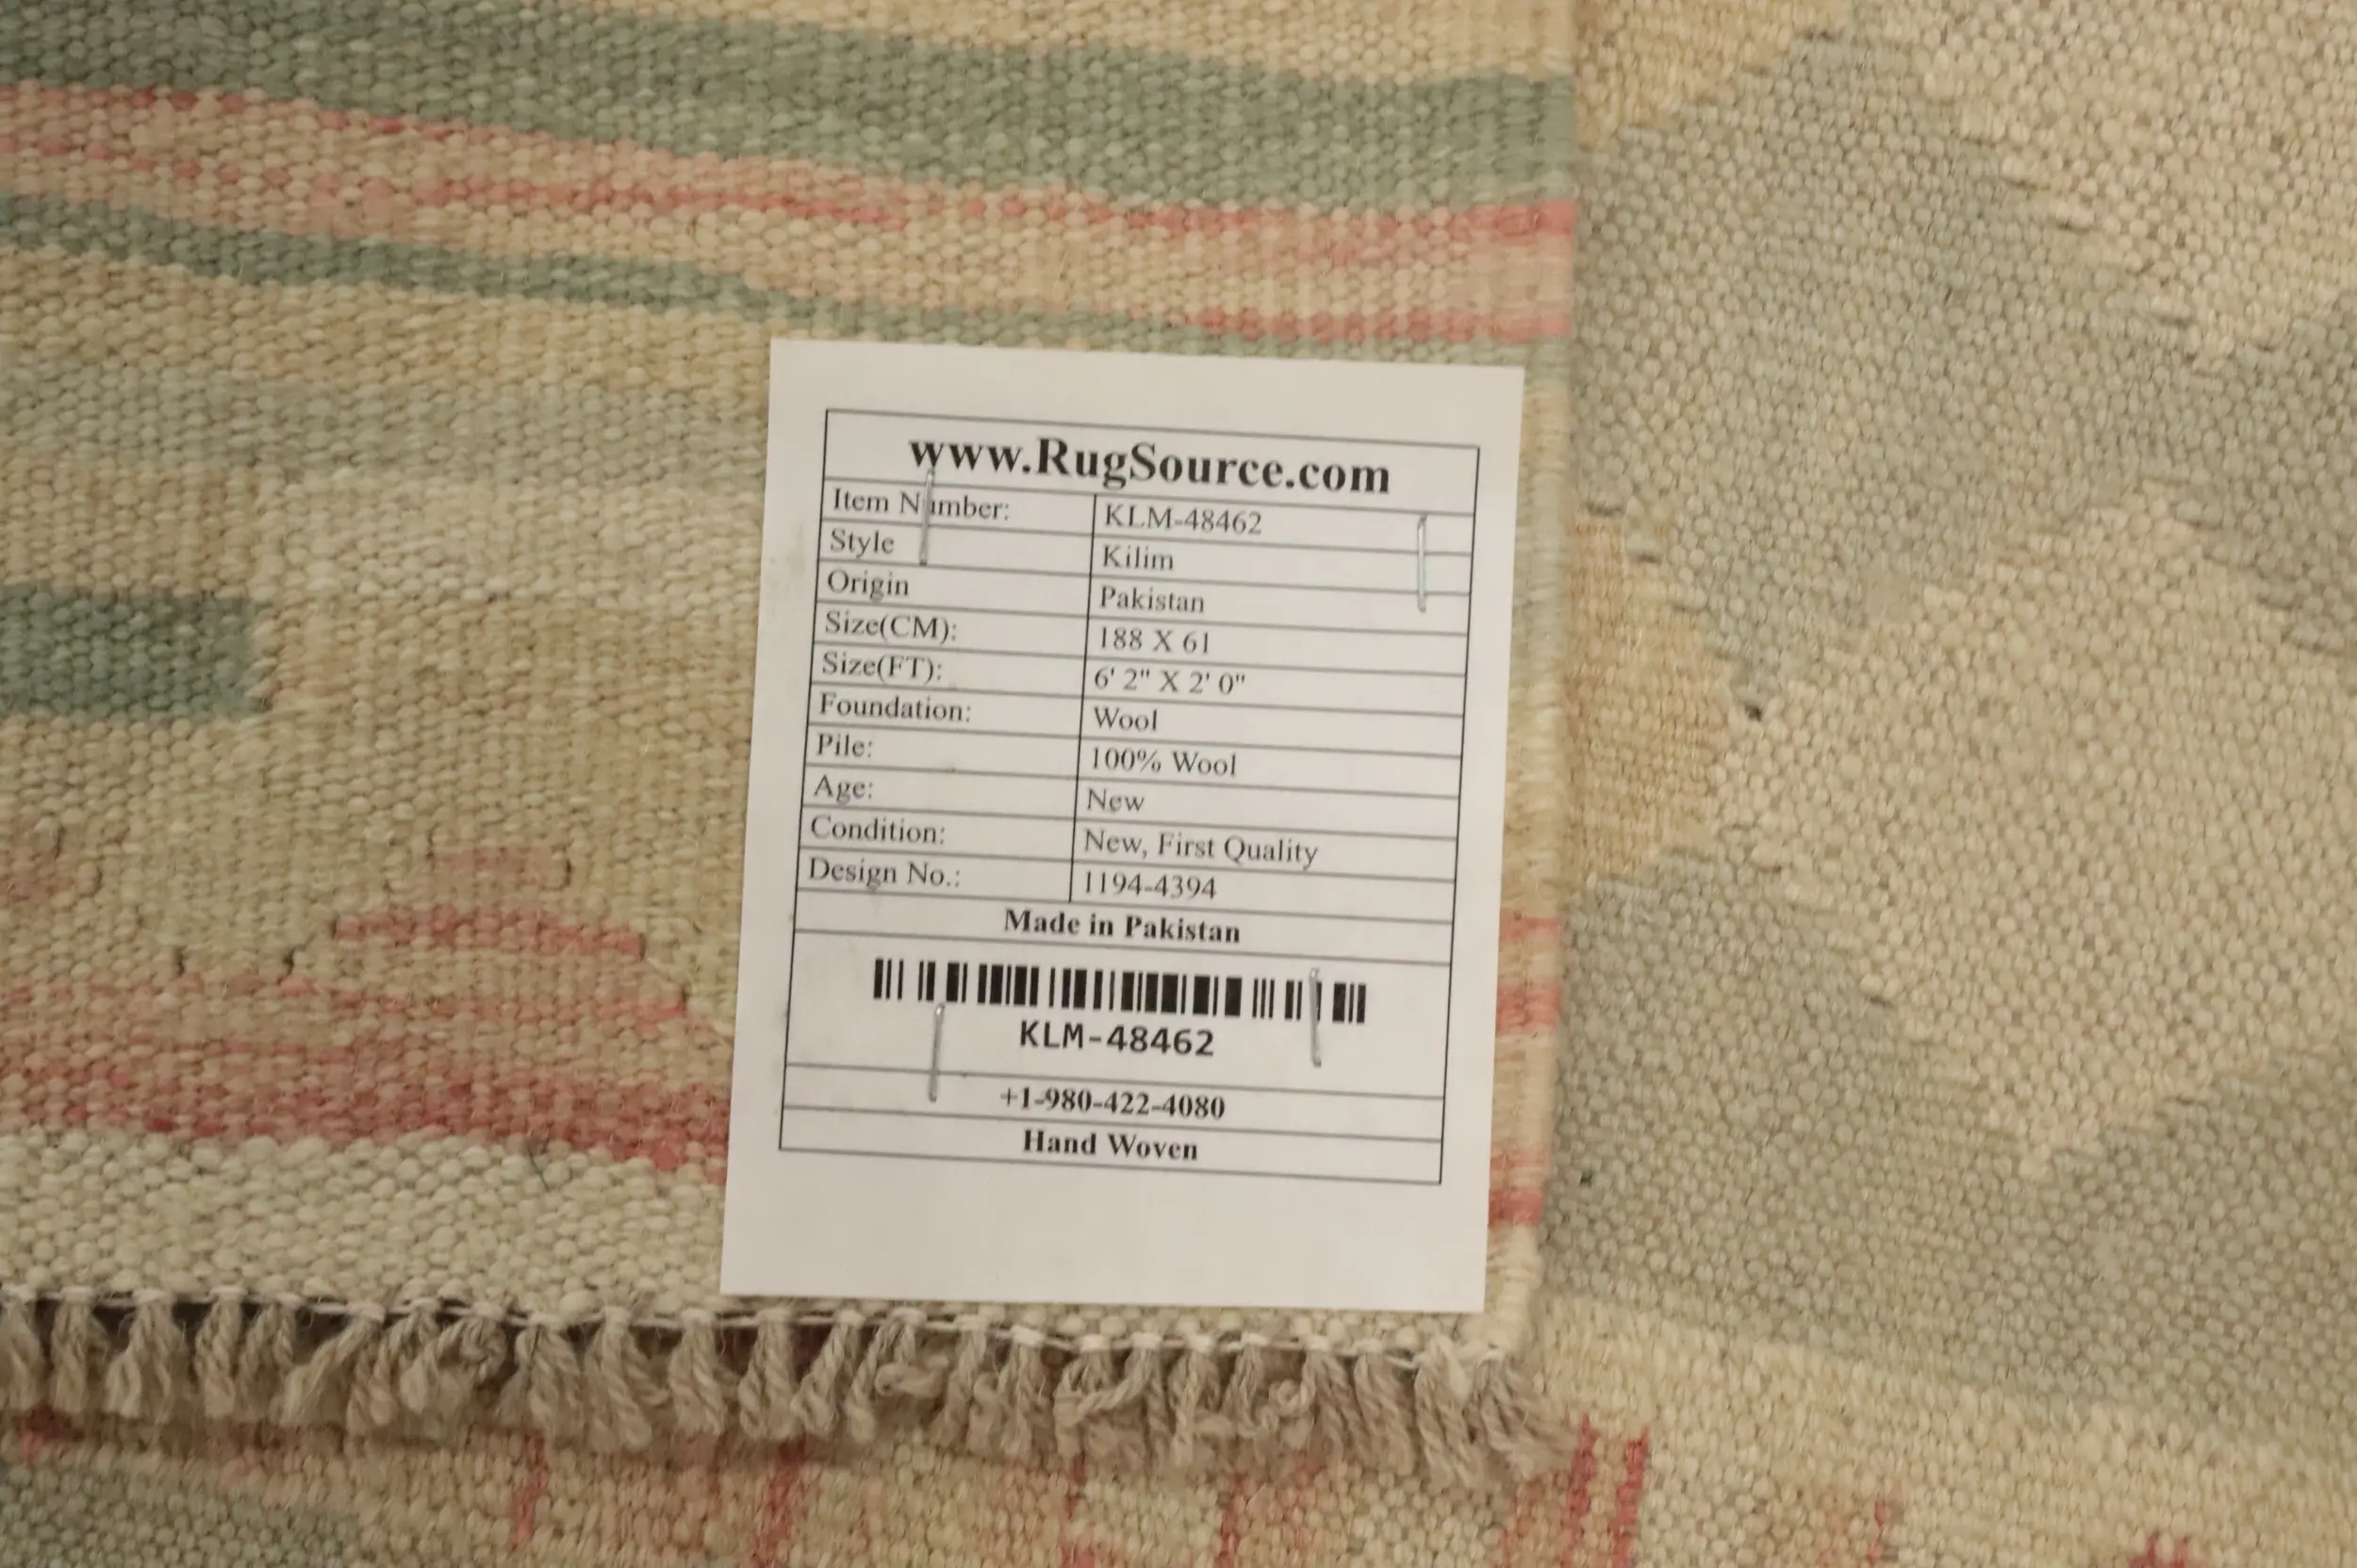 www.RugSource.com
Item Number: KLM-48462
Style Kilim
Origin Pakistan
Size(CM): 188 X 61
Size(FT): 6' 2" X 2' 0"
Foundation: Wool
Pile: 100% Wool
Age: New
Condition: New, First Quality
Design No.: 1194-4394
Made in Pakistan
KLM-48462
+1-980-422-4080
Hand Woven